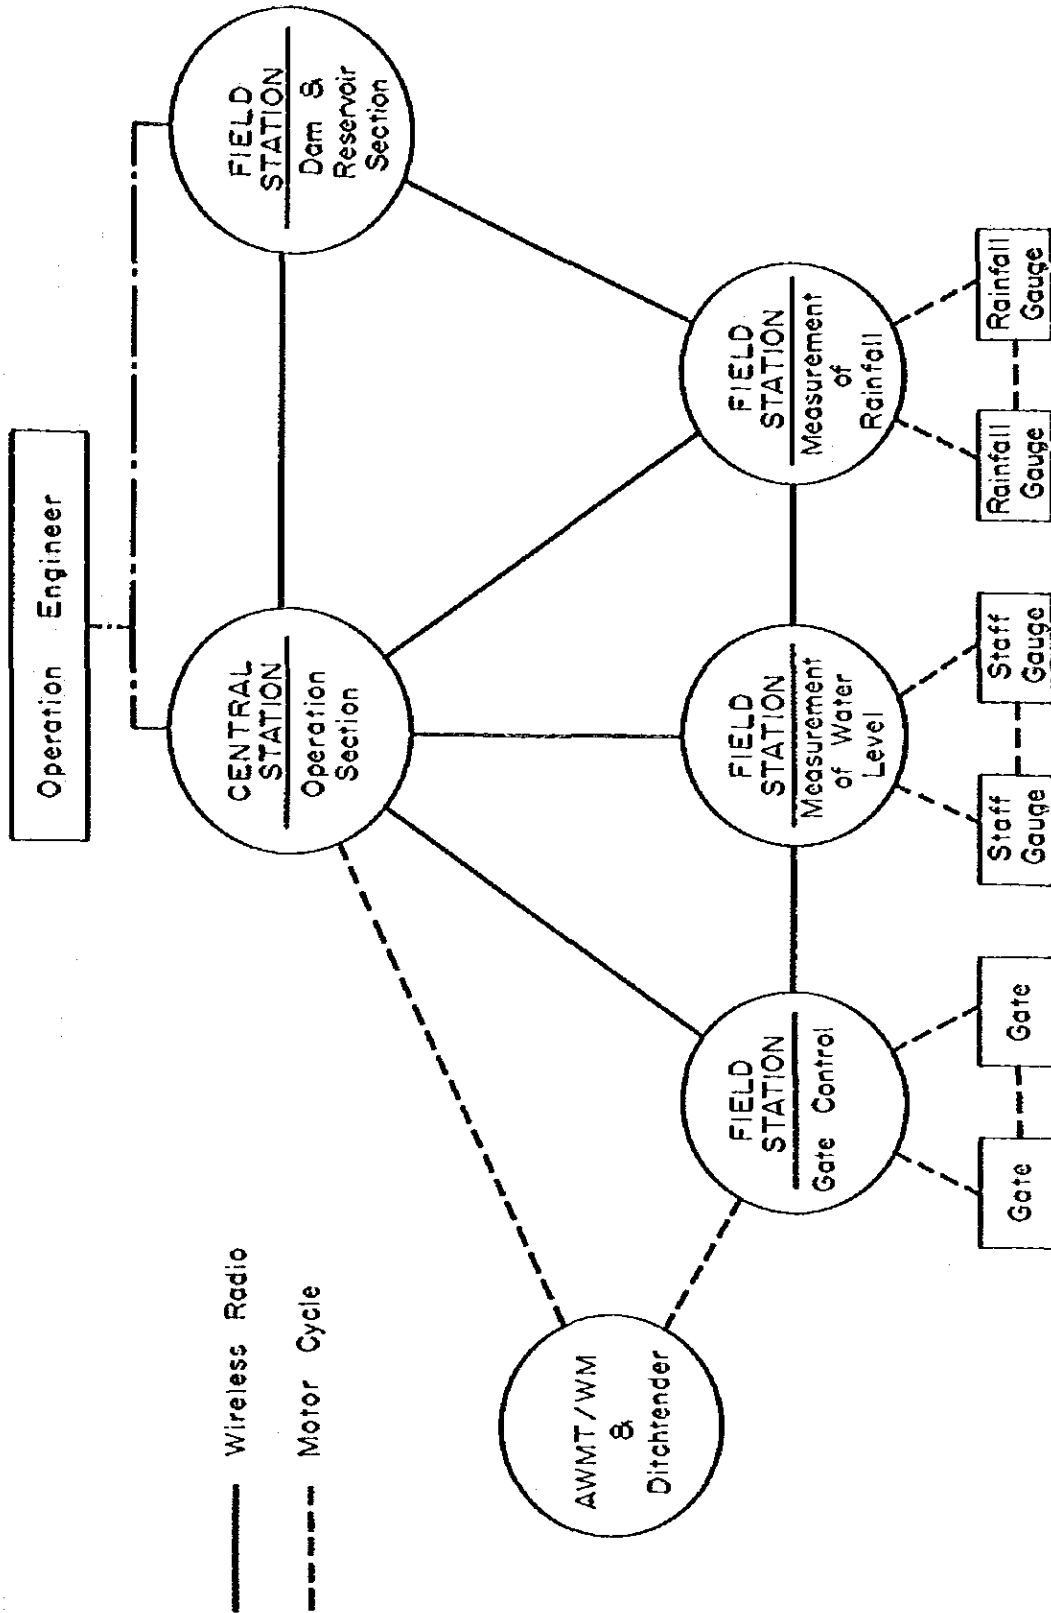 Operation Engineer
CENTRAL
STATION
Operation
Section
FIELD
STATION
Dam &
Reservoir
Section
Wireless Radio
Motor Cycle
AWMT/WM
&
Ditchtender
FIELD
STATION
Gate Control
FIELD
STATION
Measurement
of Water
Level
FIELD
STATION
Measurement
of
Rainfall
Gate
Gate
Staff
Gauge
Staff
Gauge
Rainfall
Gauge
Rainfall
Gauge